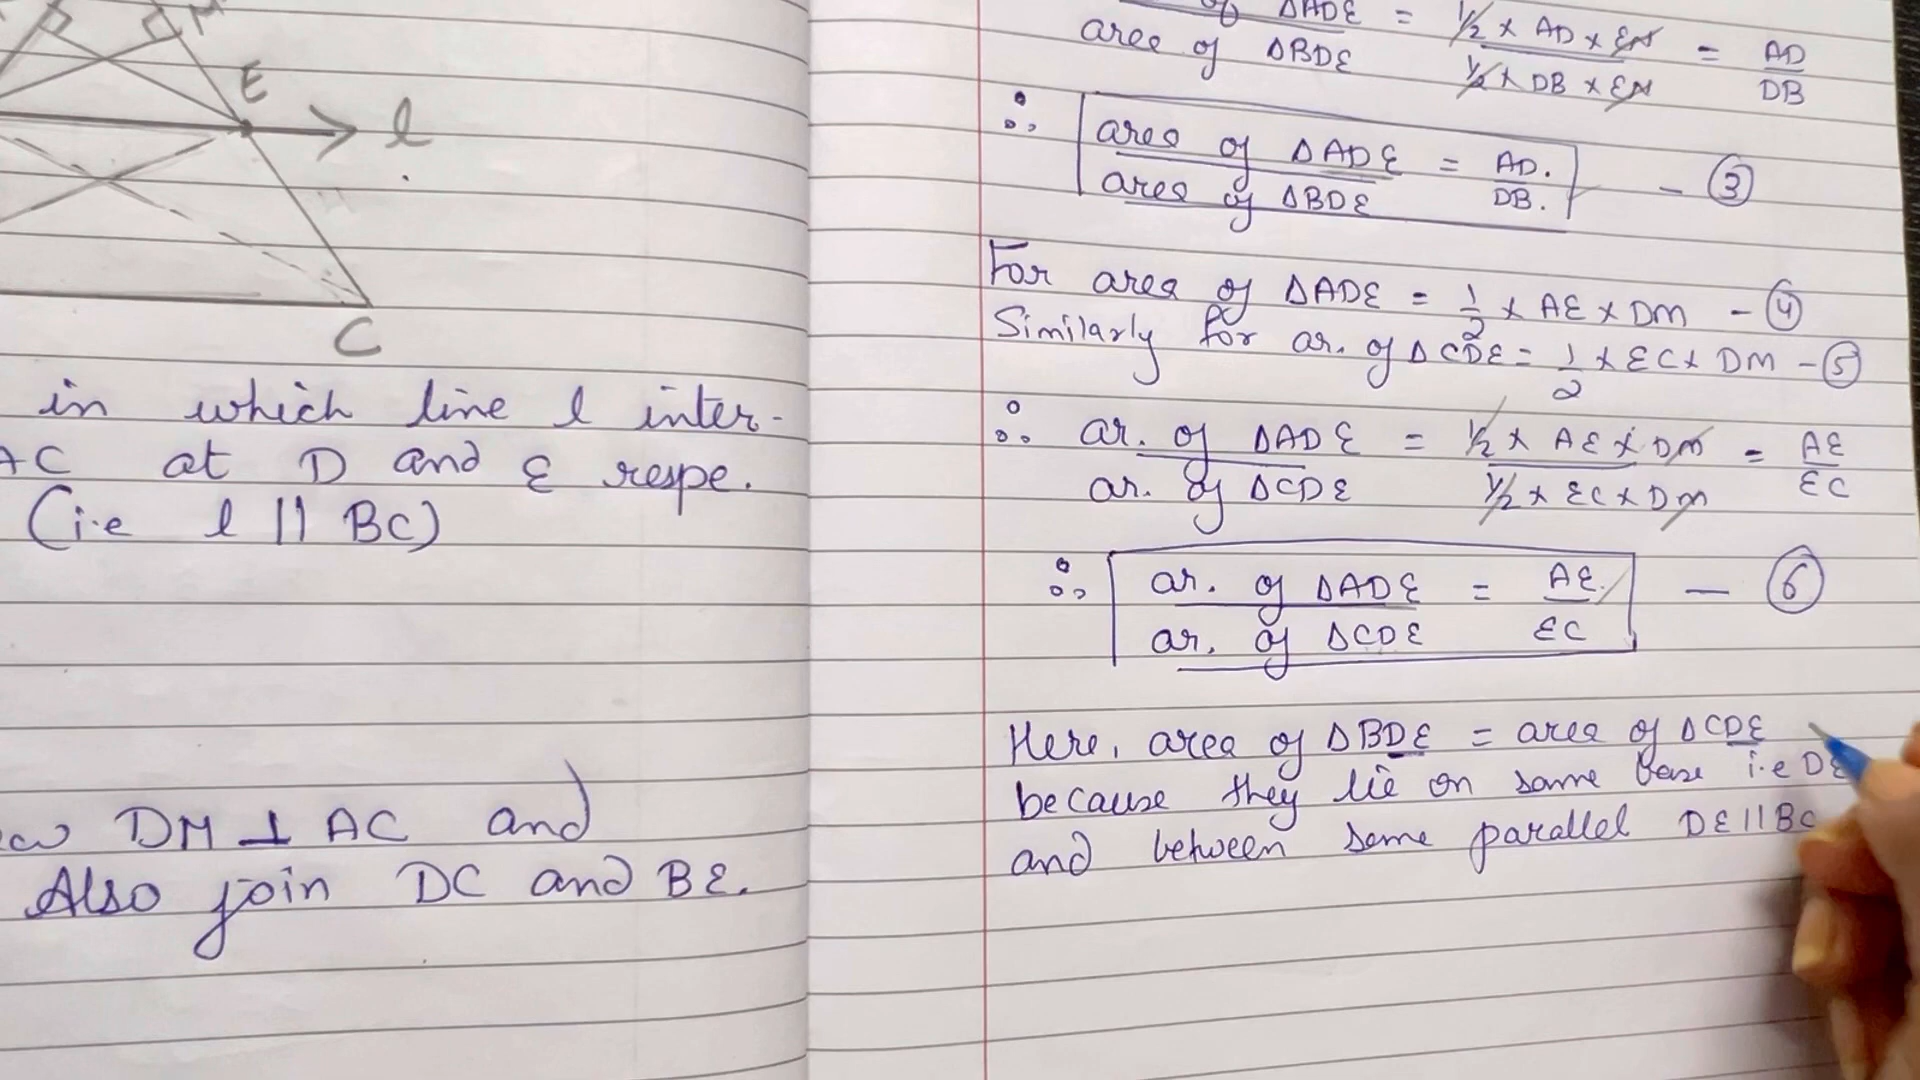 M
E
l
C
in which line l inter-
AC at D and E respe.
(i.e l || BC)
DM ⊥ AC and
Also join DC and BE.
of ΔADE = 1/2 × AD × EN = AD
area of ΔBDE 1/2 × DB × EN DB
∴ area of ΔADE = AD. - 3
area of ΔBDE DB.
For area of ΔADE = 1/2 × AE × DM - 4
Similarly for ar. of ΔCDE = 1/2 × EC × DM - 5
∴ ar. of ΔADE = 1/2 × AE × DM = AE
ar. of ΔCDE 1/2 × EC × DM EC
∴ ar. of ΔADE = AE. - 6
ar. of ΔCDE EC
Here, area of ΔBDE = area of ΔCDE
because they lie on same base i.e DE
and between same parallel DE || BC